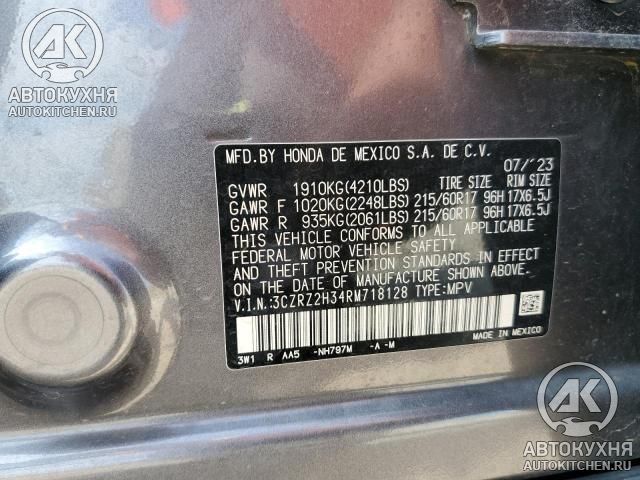 АК
АВТОКУХНЯ
AUTOKITCHEN.RU
MFD.BY HONDA DE MEXICO S.A. DE C.V. 07/´23
GVWR 1910KG(4210LBS) TIRE SIZE RIM SIZE
GAWR F 1020KG(2248LBS) 215/60R17 96H 17X6.5J
GAWR R 935KG(2061LBS) 215/60R17 96H 17X6.5J
THIS VEHICLE CONFORMS TO ALL APPLICABLE
FEDERAL MOTOR VEHICLE SAFETY
AND THEFT PREVENTION STANDARDS IN EFFECT
ON THE DATE OF MANUFACTURE SHOWN ABOVE.
V.I.N.:3CZRZ2H34RM718128 TYPE:MPV
3W1 R AA5 -NH797M -A -M
MADE IN MEXICO
АК
АВТОКУХНЯ
AUTOKITCHEN.RU